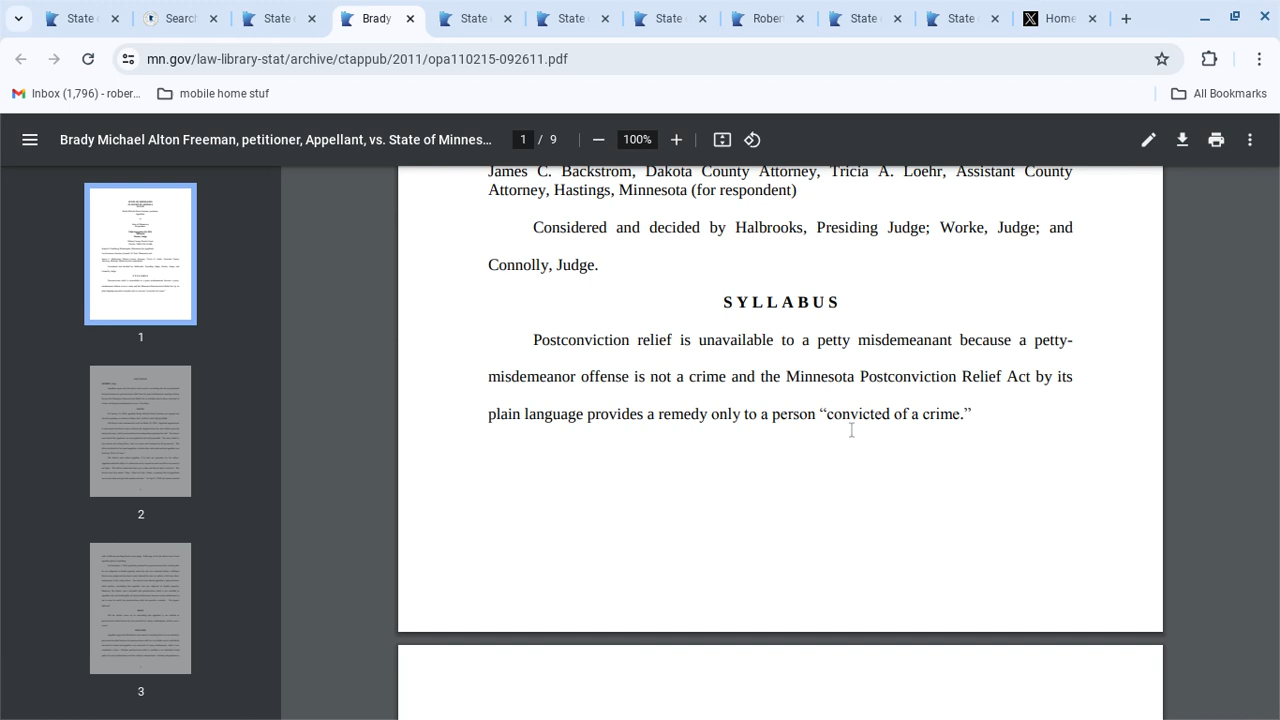 State
Search
State
Brady
State
State
State
Rober
State
State
Home
mn.gov/law-library-stat/archive/ctappub/2011/opa110215-092611.pdf
Inbox (1,796) - rober...
mobile home stuf
All Bookmarks
Brady Michael Alton Freeman, petitioner, Appellant, vs. State of Minnes...
1 / 9
100%
James C. Backstrom, Dakota County Attorney, Tricia A. Loehr, Assistant County
Attorney, Hastings, Minnesota (for respondent)
Considered and decided by Halbrooks, Presiding Judge; Worke, Judge; and
Connolly, Judge.
SYLLABUS
Postconviction relief is unavailable to a petty misdemeanant because a petty-
misdemeanor offense is not a crime and the Minnesota Postconviction Relief Act by its
plain language provides a remedy only to a person “convicted of a crime.”
1
2
3